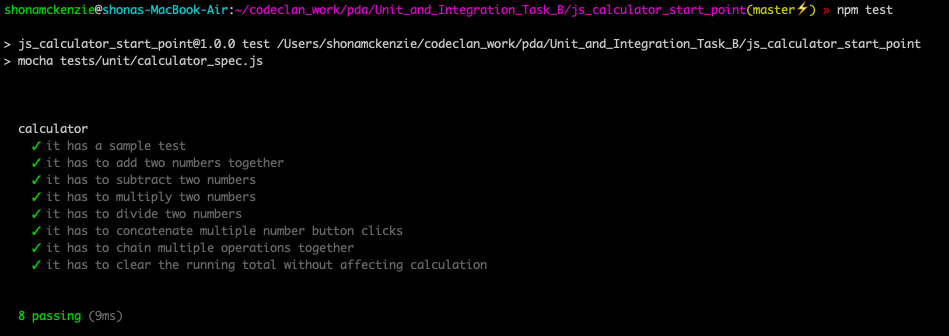 shonamckenzie@shonas-MacBook-Air:~/codeclan_work/pda/Unit_and_Integration_Task_B/js_calculator_start_point(master⚡) » npm test
> js_calculator_start_point@1.0.0 test /Users/shonamckenzie/codeclan_work/pda/Unit_and_Integration_Task_B/js_calculator_start_point
> mocha tests/unit/calculator_spec.js
calculator
✓ it has a sample test
✓ it has to add two numbers together
✓ it has to subtract two numbers
✓ it has to multiply two numbers
✓ it has to divide two numbers
✓ it has to concatenate multiple number button clicks
✓ it has to chain multiple operations together
✓ it has to clear the running total without affecting calculation
8 passing (9ms)